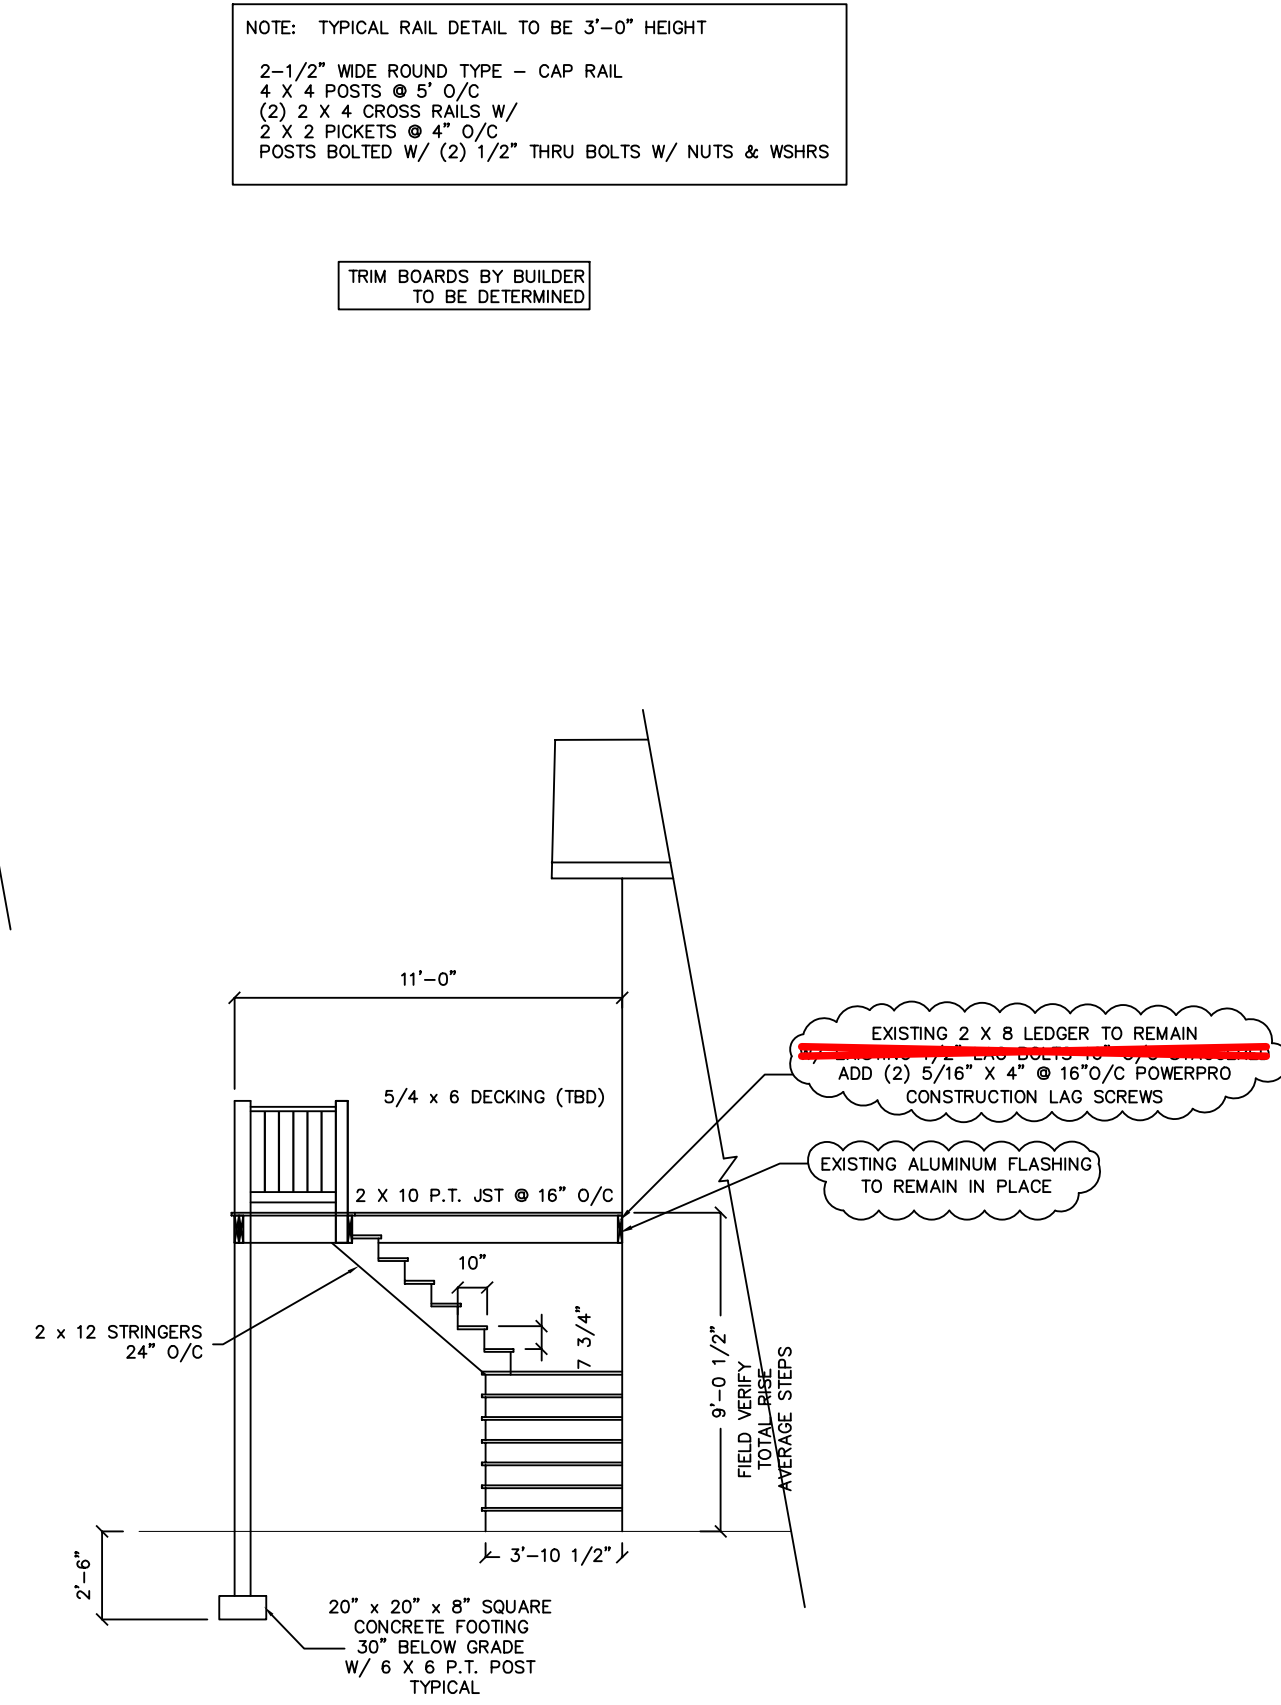 NOTE: TYPICAL RAIL DETAIL TO BE 3'-0" HEIGHT
2-1/2" WIDE ROUND TYPE - CAP RAIL
4 X 4 POSTS @ 5' O/C
(2) 2 X 4 CROSS RAILS W/
2 X 2 PICKETS @ 4" O/C
POSTS BOLTED W/ (2) 1/2" THRU BOLTS W/ NUTS & WSHRS
TRIM BOARDS BY BUILDER
TO BE DETERMINED
11'-0"
EXISTING 2 X 8 LEDGER TO REMAIN
ADD (2) 5/16" X 4" @ 16"O/C POWERPRO
CONSTRUCTION LAG SCREWS
5/4 x 6 DECKING (TBD)
EXISTING ALUMINUM FLASHING
TO REMAIN IN PLACE
2 X 10 P.T. JST @ 16" O/C
10"
7 3/4"
2 x 12 STRINGERS
24" O/C
9'-0 1/2"
FIELD VERIFY
TOTAL RISE
AVERAGE STEPS
3'-10 1/2"
2'-6"
20" x 20" x 8" SQUARE
CONCRETE FOOTING
30" BELOW GRADE
W/ 6 X 6 P.T. POST
TYPICAL